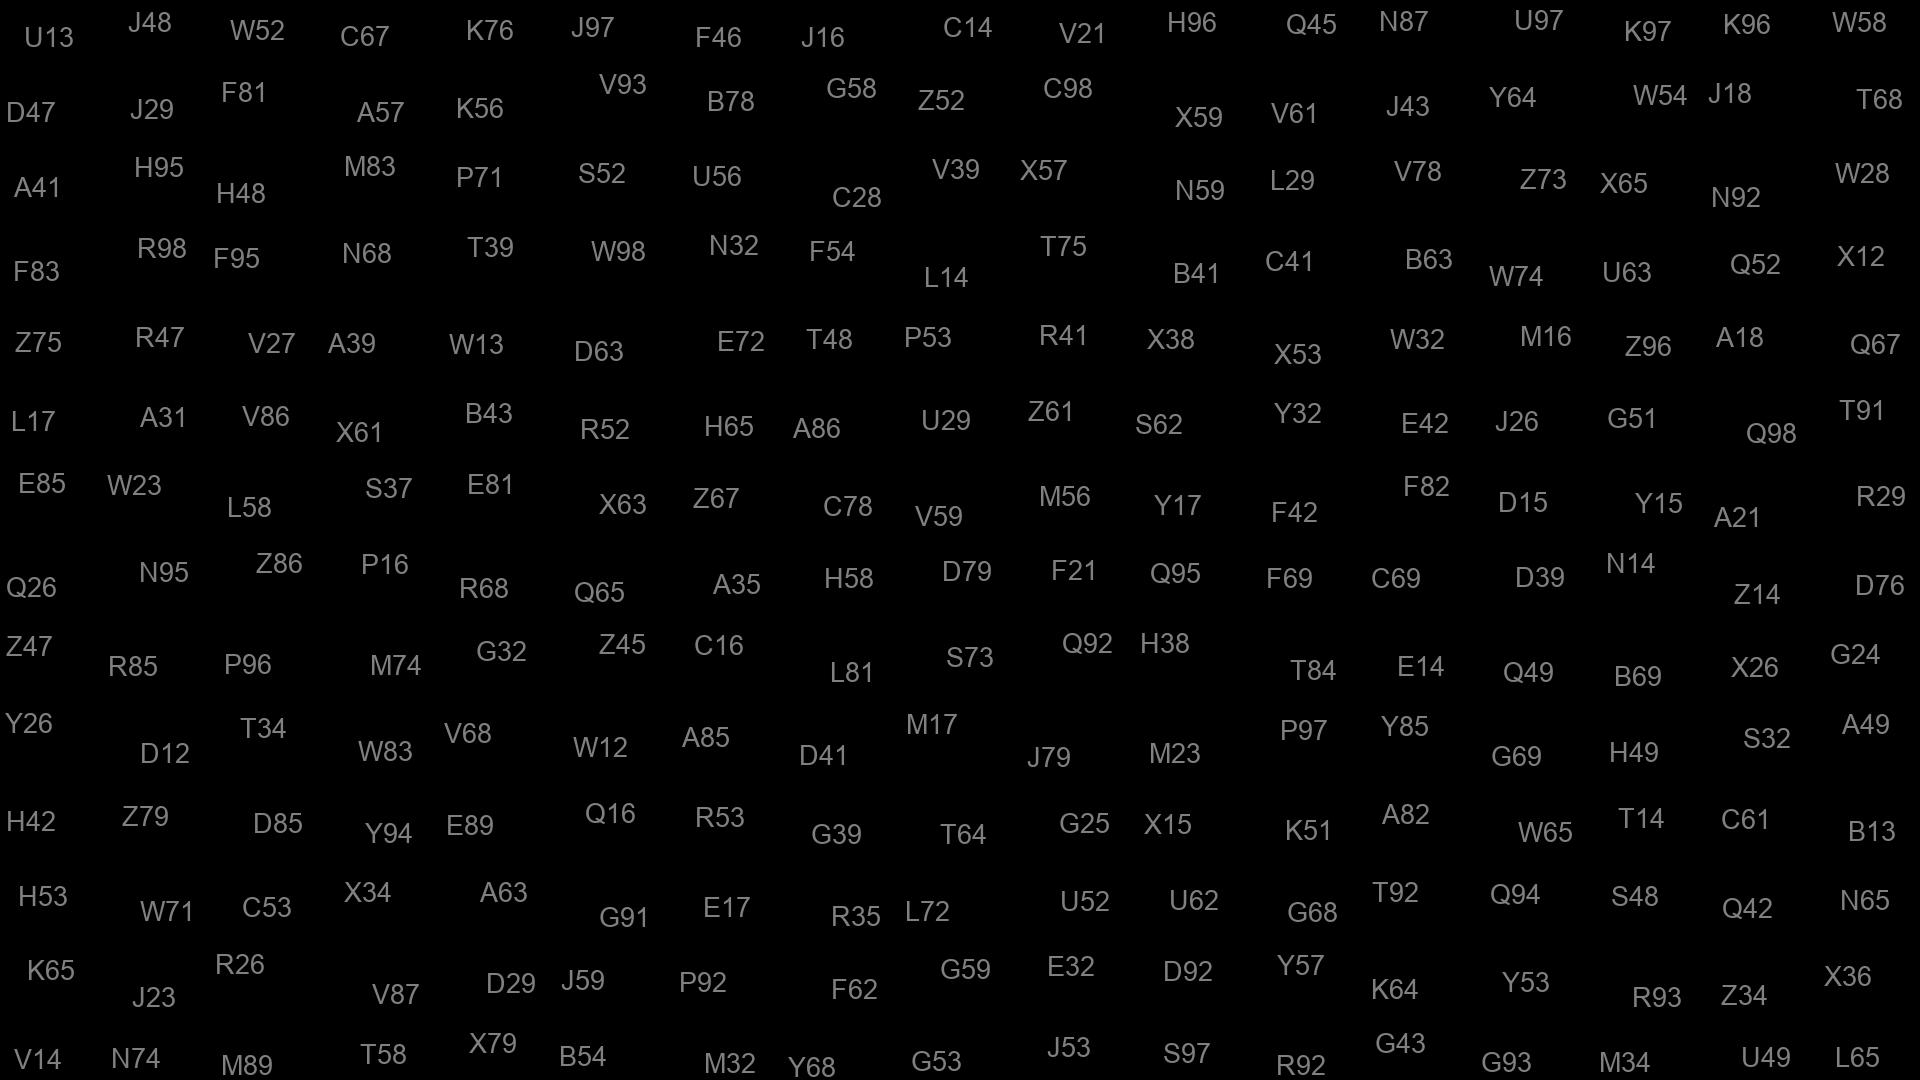 U13 J48 W52 C67 K76 J97 F46 J16 C14 V21 H96 Q45 N87 U97 K97 K96 W58
D47 J29 F81 A57 K56 V93 B78 G58 Z52 C98 X59 V61 J43 Y64 W54 J18 T68
A41 H95 H48 M83 P71 S52 U56 C28 V39 X57 N59 L29 V78 Z73 X65 N92 W28
F83 R98 F95 N68 T39 W98 N32 F54 L14 T75 B41 C41 B63 W74 U63 Q52 X12
Z75 R47 V27 A39 W13 D63 E72 T48 P53 R41 X38 X53 W32 M16 Z96 A18 Q67
L17 A31 V86 X61 B43 R52 H65 A86 U29 Z61 S62 Y32 E42 J26 G51 Q98 T91
E85 W23 L58 S37 E81 X63 Z67 C78 V59 M56 Y17 F42 F82 D15 Y15 A21 R29
Q26 N95 Z86 P16 R68 Q65 A35 H58 D79 F21 Q95 F69 C69 D39 N14 Z14 D76
Z47 R85 P96 M74 G32 Z45 C16 L81 S73 Q92 H38 T84 E14 Q49 B69 X26 G24
Y26 D12 T34 W83 V68 W12 A85 D41 M17 J79 M23 P97 Y85 G69 H49 S32 A49
H42 Z79 D85 Y94 E89 Q16 R53 G39 T64 G25 X15 K51 A82 W65 T14 C61 B13
H53 W71 C53 X34 A63 G91 E17 R35 L72 U52 U62 G68 T92 Q94 S48 Q42 N65
K65 J23 R26 V87 D29 J59 P92 F62 G59 E32 D92 Y57 K64 Y53 R93 Z34 X36
V14 N74 M89 T58 X79 B54 M32 Y68 G53 J53 S97 R92 G43 G93 M34 U49 L65